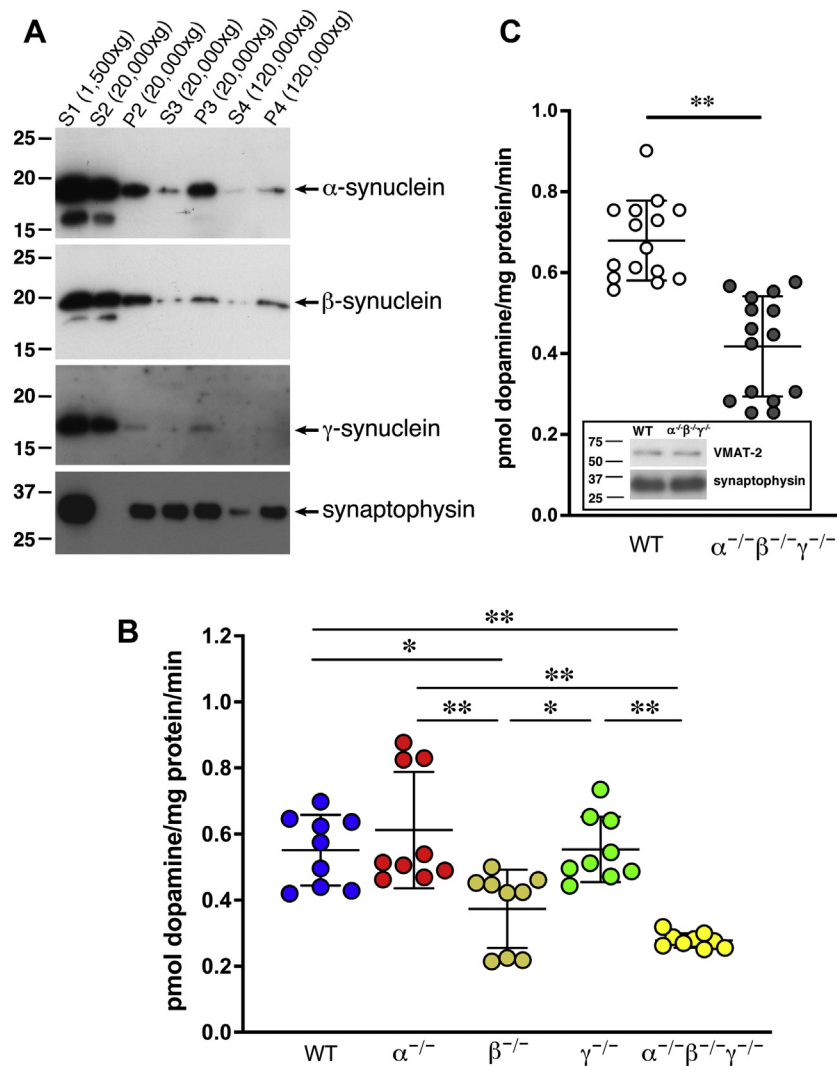 A
S1 (1,500xg)
S2 (20,000xg)
P2 (20,000xg)
S3 (20,000xg)
P3 (20,000xg)
S4 (120,000xg)
P4 (120,000xg)
25
20
15
α-synuclein
25
20
15
β-synuclein
20
15
γ-synuclein
37
25
synaptophysin
C
pmol dopamine/mg protein/min
1.0
0.8
0.6
0.4
0.2
0.0
**
WT α⁻/⁻β⁻/⁻γ⁻/⁻
75
50
VMAT-2
37
25
synaptophysin
WT α⁻/⁻β⁻/⁻γ⁻/⁻
B
pmol dopamine/mg protein/min
1.2
1.0
0.8
0.6
0.4
0.2
0.0
**
*
**
** * **
WT α⁻/⁻ β⁻/⁻ γ⁻/⁻ α⁻/⁻β⁻/⁻γ⁻/⁻